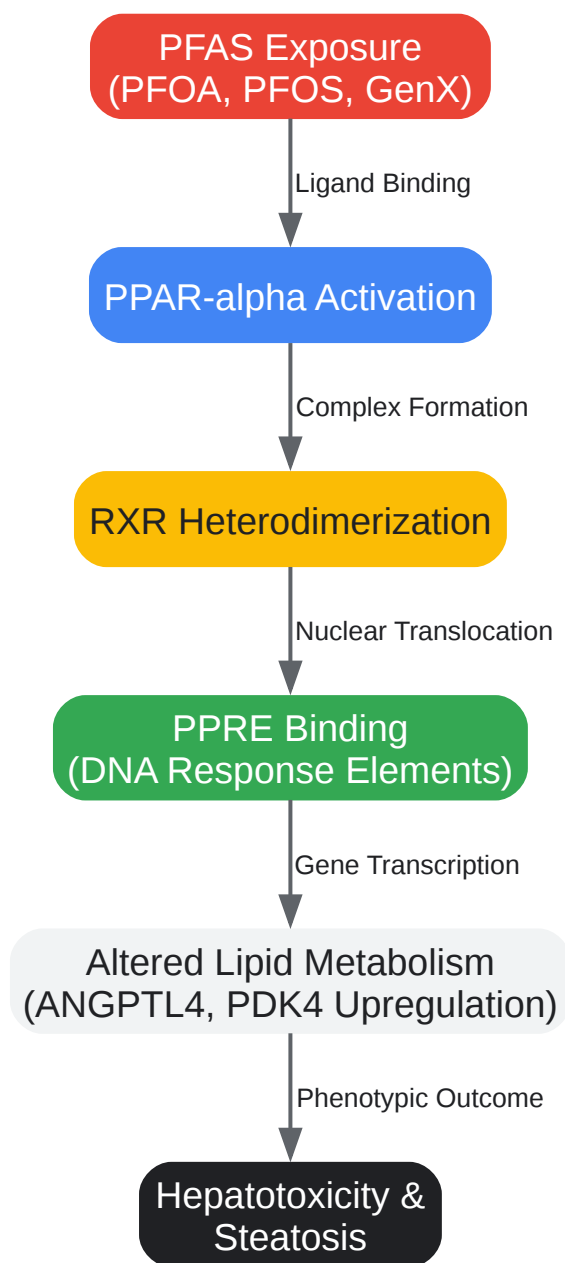 PFAS Exposure
(PFOA, PFOS, GenX)
Ligand Binding
PPAR-alpha Activation
Complex Formation
RXR Heterodimerization
Nuclear Translocation
PPRE Binding
(DNA Response Elements)
Gene Transcription
Altered Lipid Metabolism
(ANGPTL4, PDK4 Upregulation)
Phenotypic Outcome
Hepatotoxicity &
Steatosis